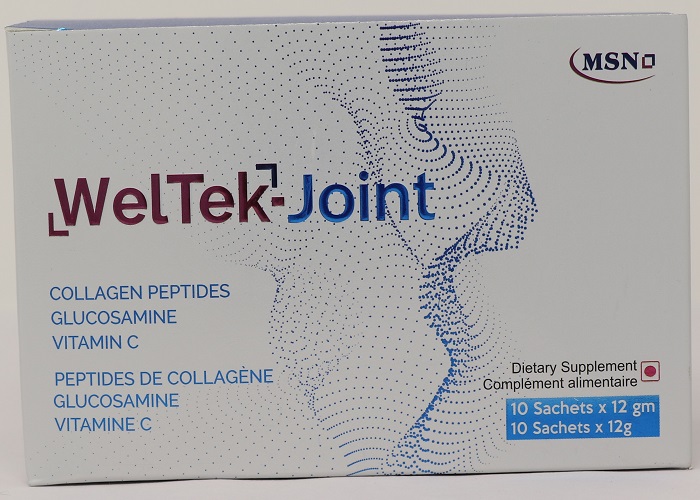 MSN
WelTek-Joint
COLLAGEN PEPTIDES
GLUCOSAMINE
VITAMIN C
PEPTIDES DE COLLAGÈNE
GLUCOSAMINE
VITAMINE C
Dietary Supplement
Complément alimentaire
10 Sachets x 12 gm
10 Sachets x 12g